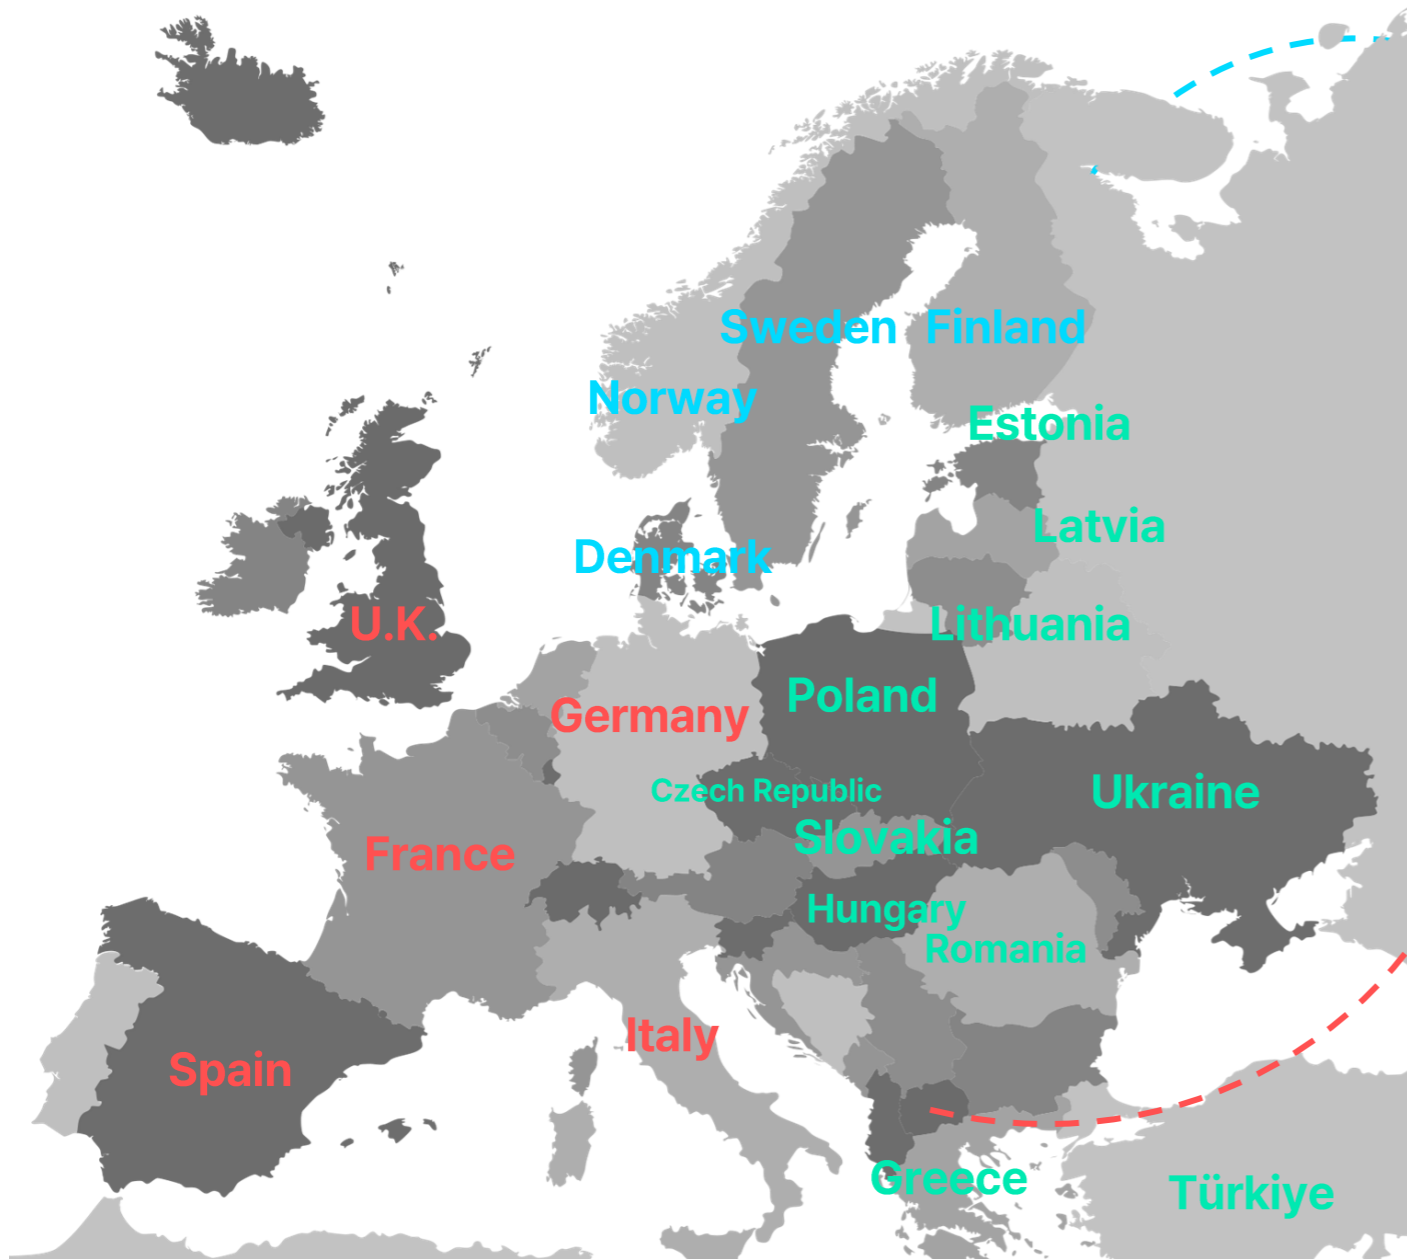 Sweden
Finland
Norway
Estonia
Latvia
Denmark
U.K.
Lithuania
Poland
Germany
Czech Republic
Ukraine
Slovakia
France
Hungary
Romania
Italy
Spain
Greece
Türkiye